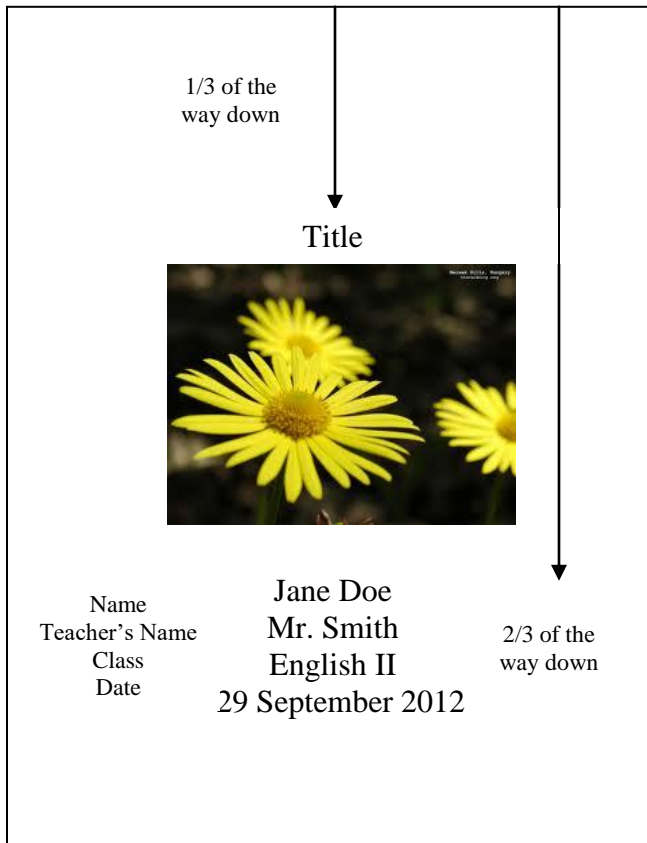 1/3 of the
way down
Title
Name
Teacher's Name
Class
Date
Jane Doe
Mr. Smith
English II
29 September 2012
2/3 of the
way down